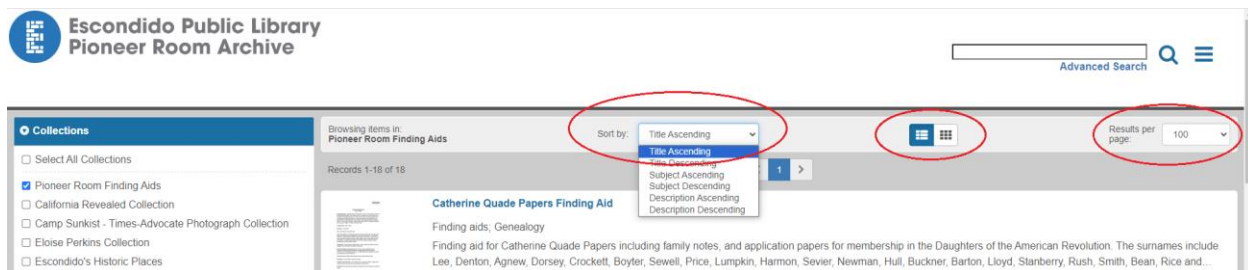 Escondido Public Library
Pioneer Room Archive
Advanced Search
Collections
Select All Collections
Pioneer Room Finding Aids
California Revealed Collection
Camp Sunkist - Times-Advocate Photograph Collection
Eloise Perkins Collection
Escondido's Historic Places
Browsing items in:
Pioneer Room Finding Aids
Sort by:
Title Ascending
Title Ascending
Title Descending
Subject Ascending
Subject Descending
Description Ascending
Description Descending
Results per
page:
100
Records 1-18 of 18
1 >
Catherine Quade Papers Finding Aid
Finding aids; Genealogy
Finding aid for Catherine Quade Papers including family notes, and application papers for membership in the Daughters of the American Revolution. The surnames include
Lee, Denton, Agnew, Dorsey, Crockett, Boyter, Sewell, Price, Lumpkin, Harmon, Sevier, Newman, Hull, Buckner, Barton, Lloyd, Stanberry, Rush, Smith, Bean, Rice and...